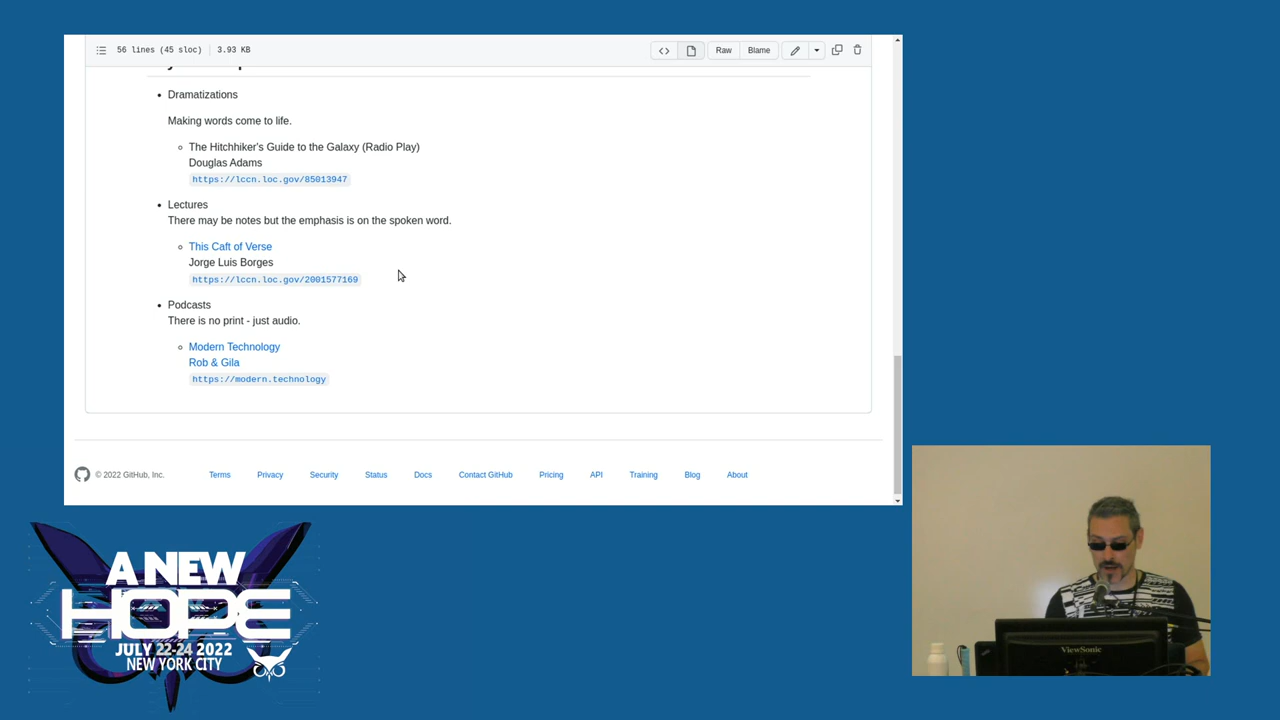 56 lines (45 sloc) 3.93 KB
Raw
Blame
Dramatizations
Making words come to life.
The Hitchhiker's Guide to the Galaxy (Radio Play)
Douglas Adams
https://lccn.loc.gov/85013947
Lectures
There may be notes but the emphasis is on the spoken word.
This Caft of Verse
Jorge Luis Borges
https://lccn.loc.gov/2001577169
Podcasts
There is no print - just audio.
Modern Technology
Rob & Gila
https://modern.technology
© 2022 GitHub, Inc.
Terms
Privacy
Security
Status
Docs
Contact GitHub
Pricing
API
Training
Blog
About
A NEW
HOPE
JULY 22-24 2022
NEW YORK CITY
ViewSonic